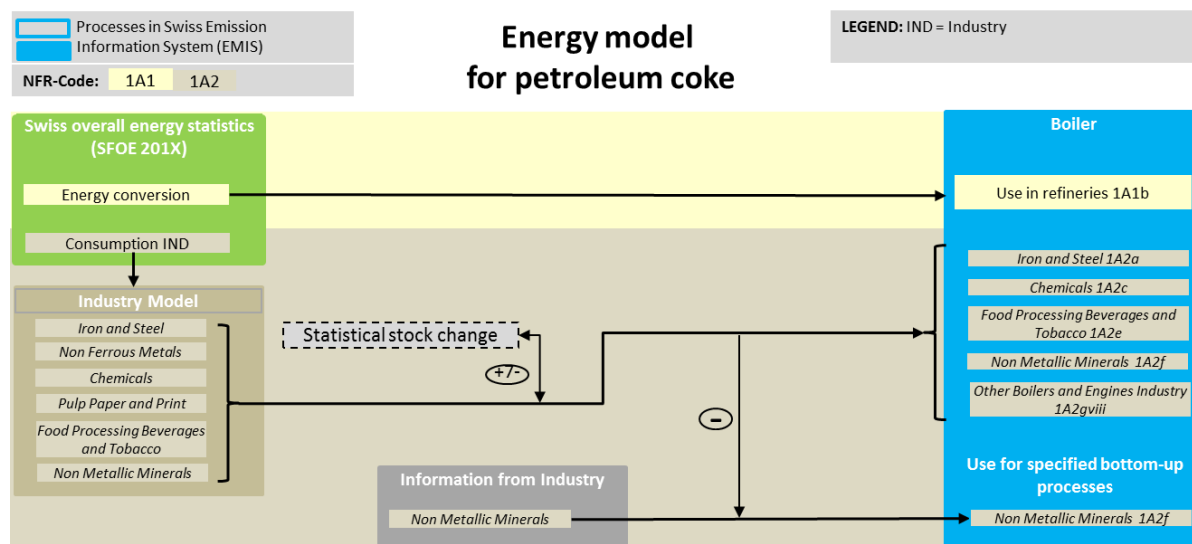 Processes in Swiss Emission
Information System (EMIS)
NFR-Code: 1A1 1A2
Energy model
for petroleum coke
LEGEND: IND = Industry
Swiss overall energy statistics
(SFOE 201X)
Energy conversion
Consumption IND
Industry Model
Iron and Steel
Non Ferrous Metals
Chemicals
Pulp Paper and Print
Food Processing Beverages
and Tobacco
Non Metallic Minerals
Statistical stock change
+7-
–
Information from Industry
Non Metallic Minerals
Boiler
Use in refineries 1A1b
Iron and Steel 1A2a
Chemicals 1A2c
Food Processing Beverages and
Tobacco 1A2e
Non Metallic Minerals 1A2f
Other Boilers and Engines Industry
1A2gviii
Use for specified bottom-up
processes
Non Metallic Minerals 1A2f